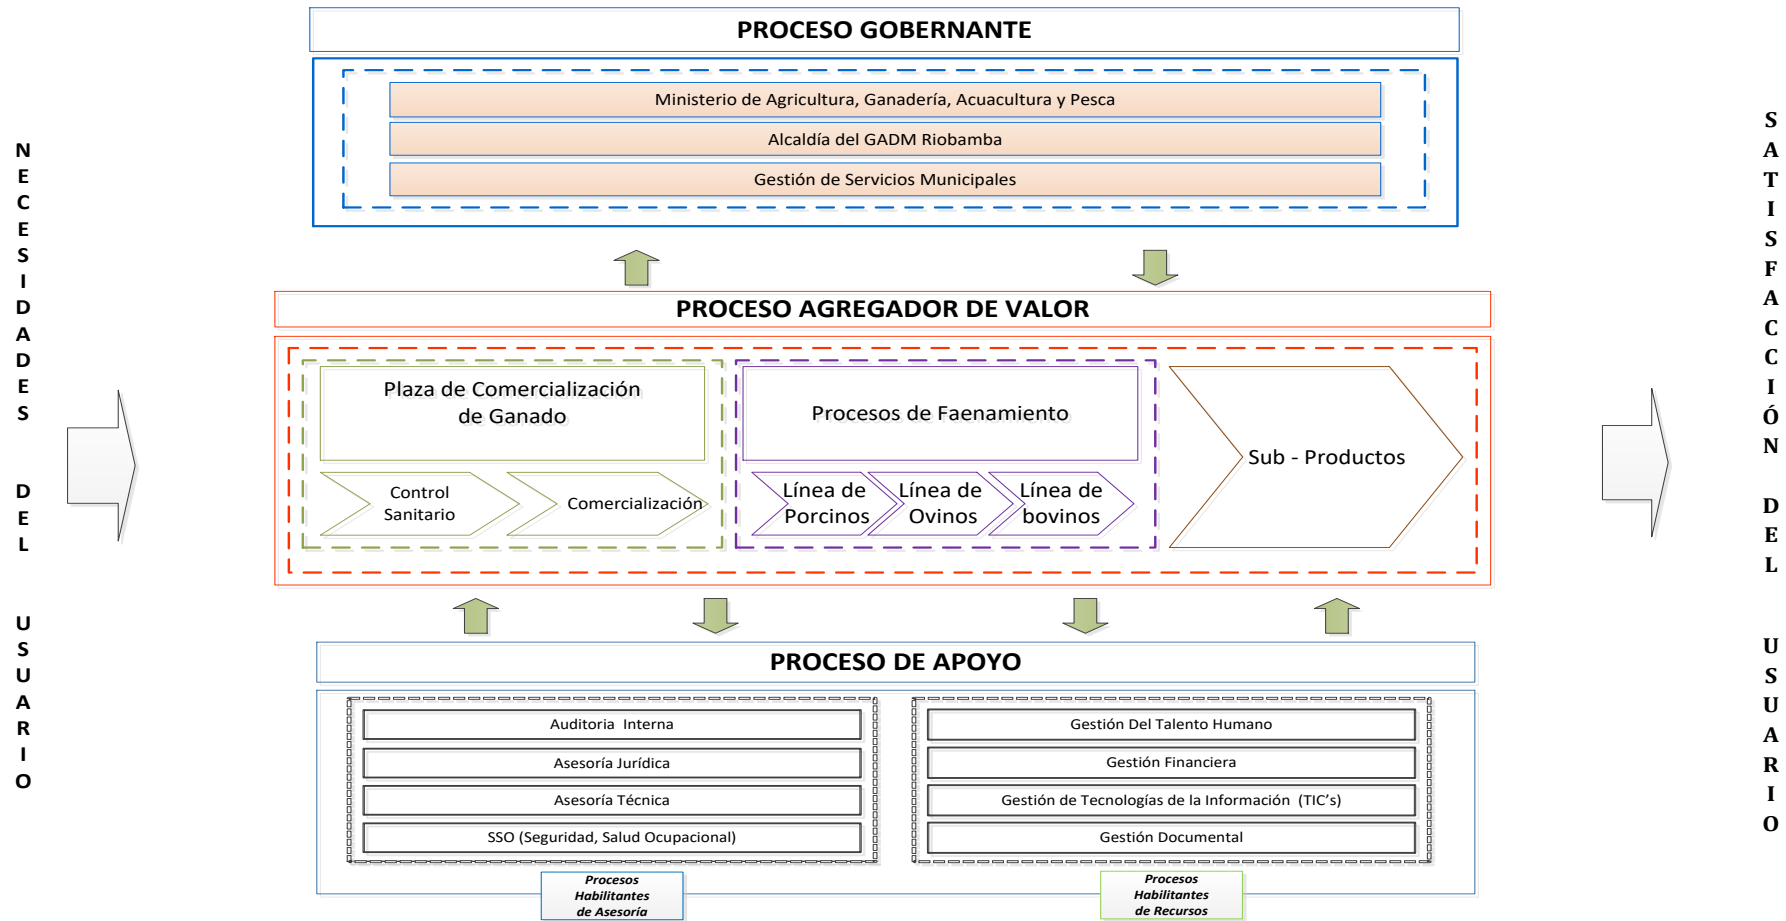 PROCESO GOBERNANTE
Ministerio de Agricultura, Ganadería, Acuacultura y Pesca
Alcaldía del GADM Riobamba
Gestión de Servicios Municipales
NECESIDADES DEL USUARIO
PROCESO AGREGADOR DE VALOR
Plaza de Comercialización
de Ganado
Control
Sanitario
Comercialización
Procesos de Faenamiento
Línea de
Porcinos
Línea de
Ovinos
Línea de
bovinos
Sub - Productos
PROCESO DE APOYO
Auditoria Interna
Asesoría Jurídica
Asesoría Técnica
SSO (Seguridad, Salud Ocupacional)
Procesos
Habilitantes
de Asesoría
Gestión Del Talento Humano
Gestión Financiera
Gestión de Tecnologías de la Información (TIC’s)
Gestión Documental
Procesos
Habilitantes
de Recursos
SATISFACCIÓN DEL USUARIO